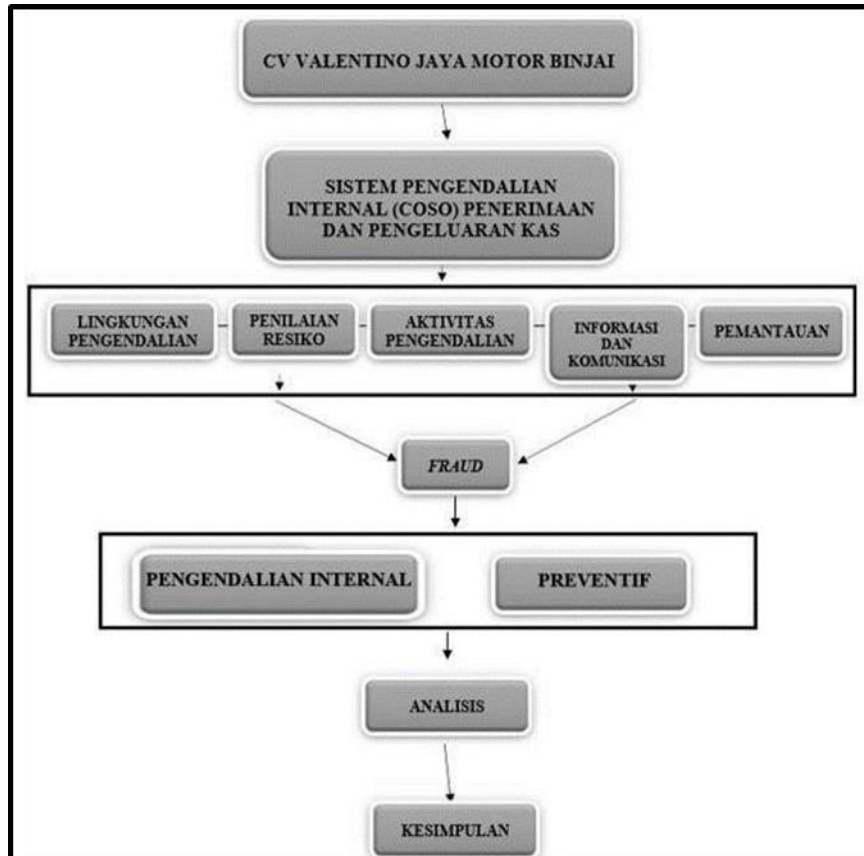 CV VALENTINO JAYA MOTOR BINJAI
SISTEM PENGENDALIAN
INTERNAL (COSO) PENERIMAAN
DAN PENGELUARAN KAS
LINGKUNGAN
PENGENDALIAN
PENILAIAN
RESIKO
AKTIVITAS
PENGENDALIAN
INFORMASI
DAN
KOMUNIKASI
PEMANTAUAN
FRAUD
PENGENDALIAN INTERNAL
PREVENTIF
ANALISIS
KESIMPULAN